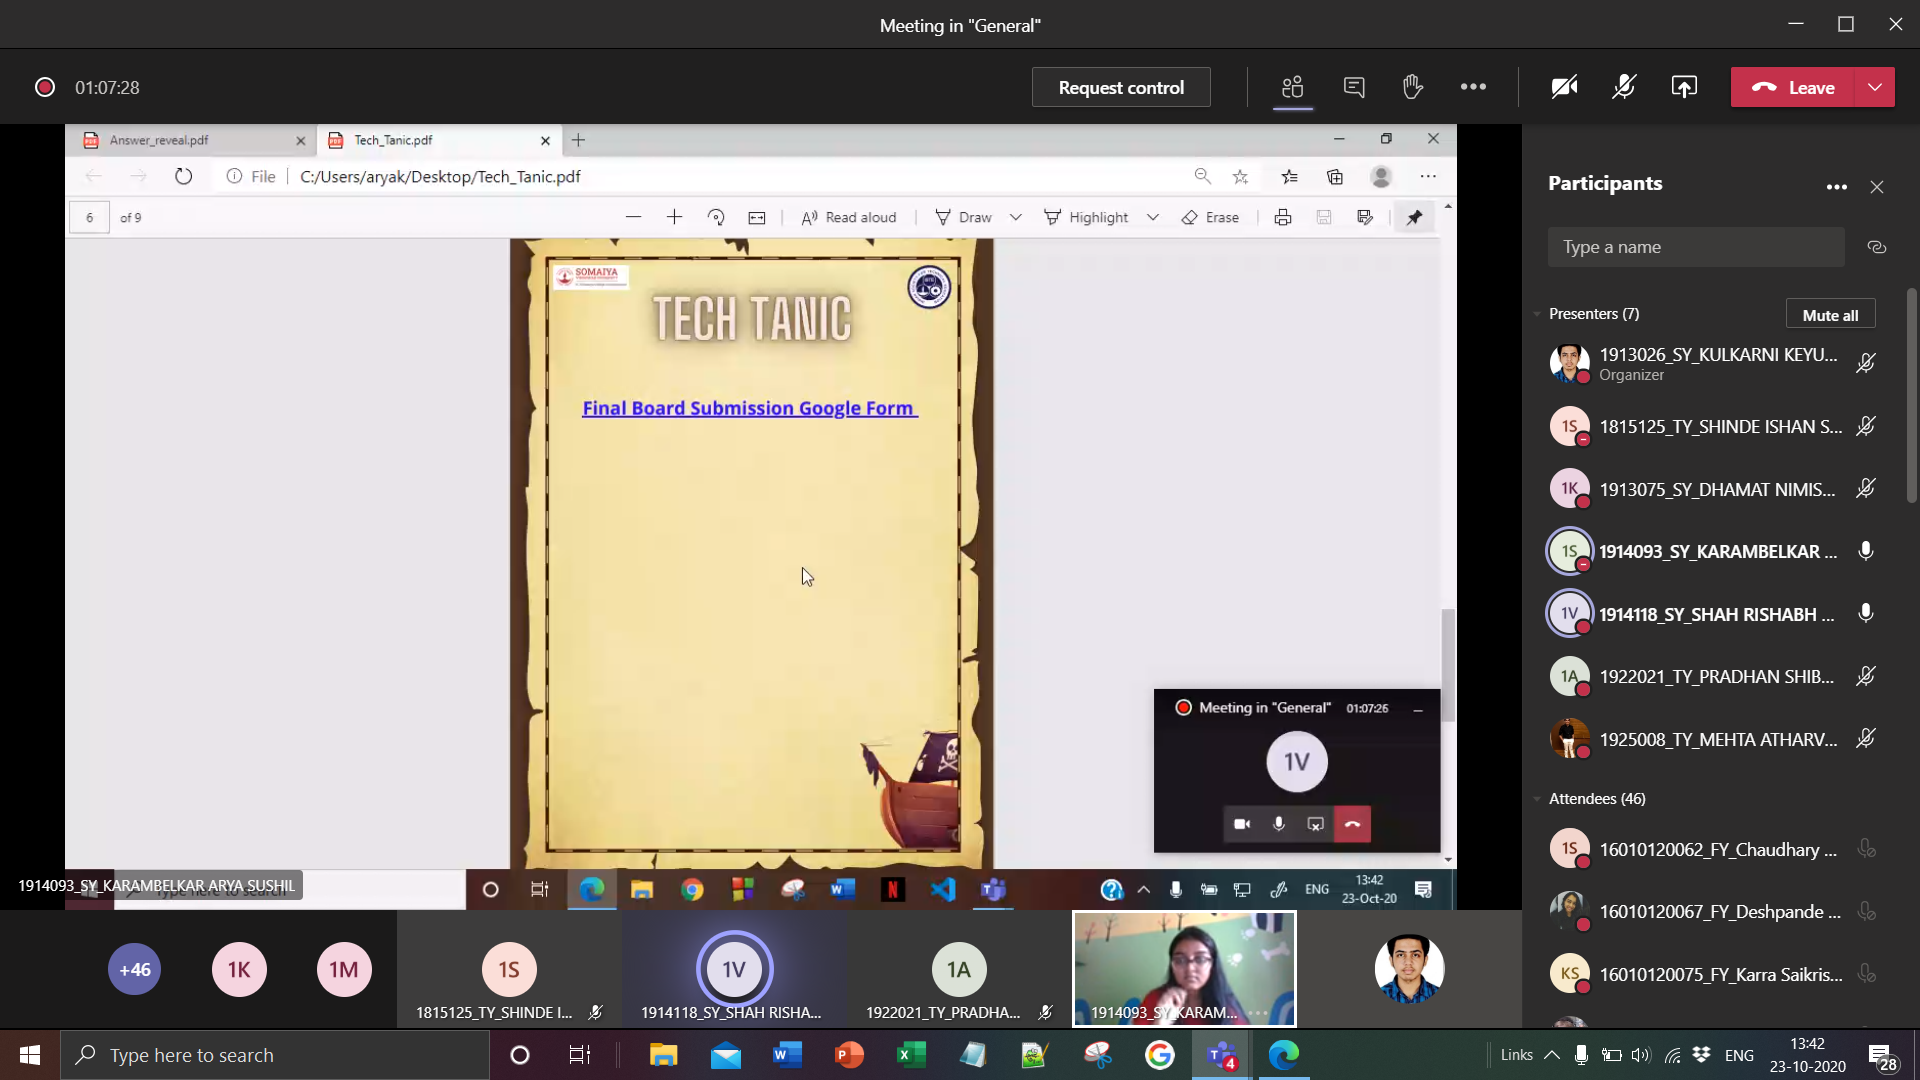 Meeting in "General"
01:07:28
Request control
Leave
Answer_reveal.pdf
Tech_Tanic.pdf
File
C:/Users/aryak/Desktop/Tech_Tanic.pdf
6
of 9
Read aloud
Draw
Highlight
Erase
SOMAIYA
TECH TANIC
Final Board Submission Google Form
Meeting in "General"
01:07:26
1V
1914093_SY_KARAMBELKAR ARYA SUSHIL
ENG
13:42
23-Oct-20
Participants
Type a name
Presenters (7)
Mute all
1913026_SY_KULKARNI KEYU...
Organizer
1S
1815125_TY_SHINDE ISHAN S...
1K
1913075_SY_DHAMAT NIMIS...
1S
1914093_SY_KARAMBELKAR ...
1V
1914118_SY_SHAH RISHABH ...
1A
1922021_TY_PRADHAN SHIB...
1925008_TY_MEHTA ATHARV...
Attendees (46)
1S
16010120062_FY_Chaudhary ...
16010120067_FY_Deshpande ...
KS
16010120075_FY_Karra Saikris...
+46
1K
1M
1S
1815125_TY_SHINDE I...
1V
1914118_SY_SHAH RISHA...
1A
1922021_TY_PRADHA...
1914093_SY_KARAM...
Type here to search
4
Links
ENG
13:42
23-10-2020
28